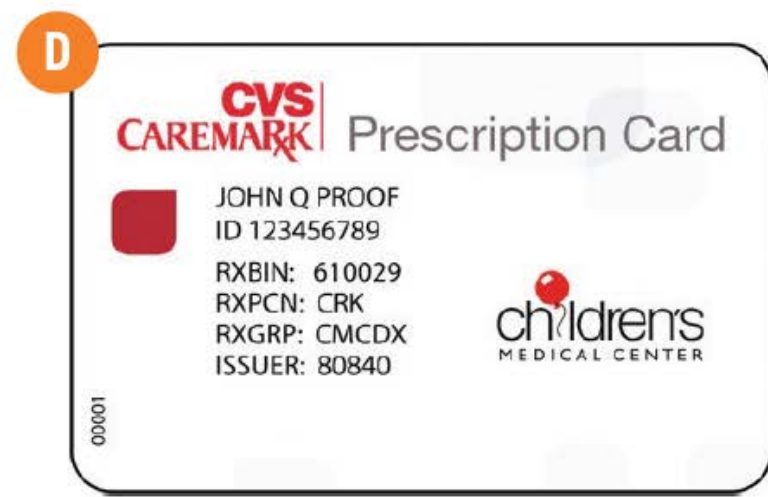 D
CVS
CAREMARK Prescription Card
JOHN Q PROOF
ID 123456789
RXBIN: 610029
RXPCN: CRK
RXGRP: CMCDX
ISSUER: 80840
children's
MEDICAL CENTER
00001